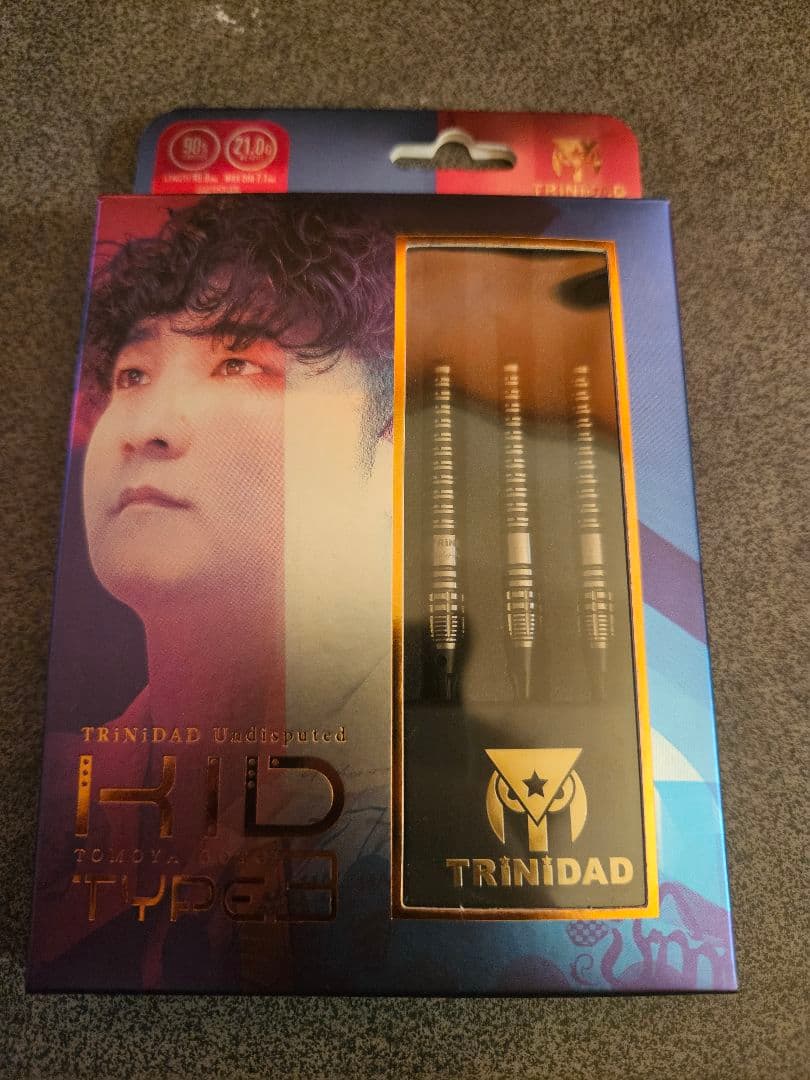 90%
21.0G
TRiNiDAD
TRiNiDAD Undisputed
KID
TOMOYA GOTO
TYPE3
TRiNiDAD